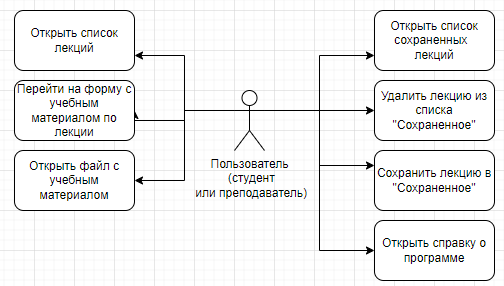 Открыть список
лекций
Перейти на форму с
учебным
материалом по
лекции
Открыть файл с
учебным
материалом
Пользователь
(студент
или преподаватель)
Открыть список
сохраненных
лекций
Удалить лекцию из
списка
"Сохраненное"
Сохранить лекцию в
"Сохраненное"
Открыть справку о
программе